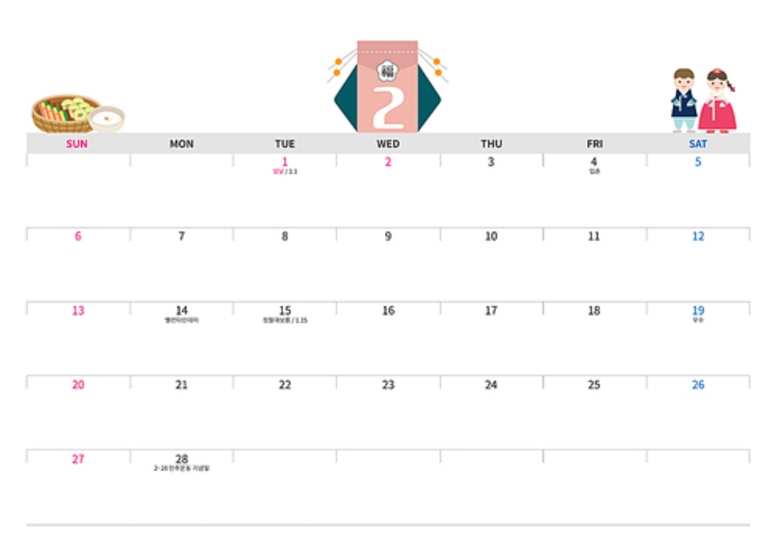 福
2
SUN MON TUE WED THU FRI SAT
1 2 3 4 5
설날 / 1.1 입춘
6 7 8 9 10 11 12
13 14 15 16 17 18 19
밸런타인데이 정월대보름 / 1.15 우수
20 21 22 23 24 25 26
27 28
2·28 민주운동 기념일